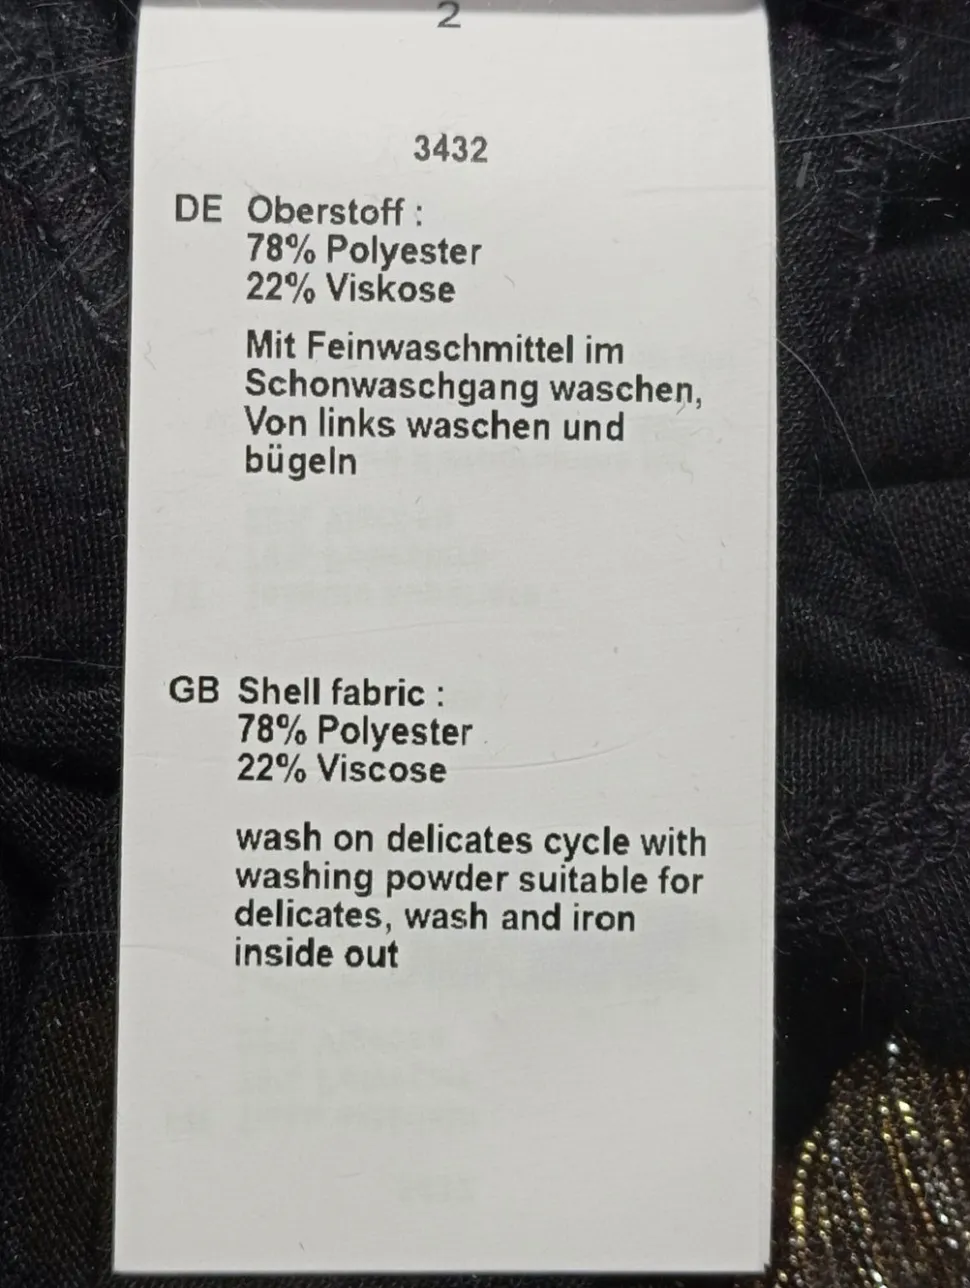 2
3432
DE Oberstoff :
78% Polyester
22% Viskose
Mit Feinwaschmittel im
Schonwaschgang waschen,
Von links waschen und
bügeln
GB Shell fabric :
78% Polyester
22% Viscose
wash on delicates cycle with
washing powder suitable for
delicates, wash and iron
inside out